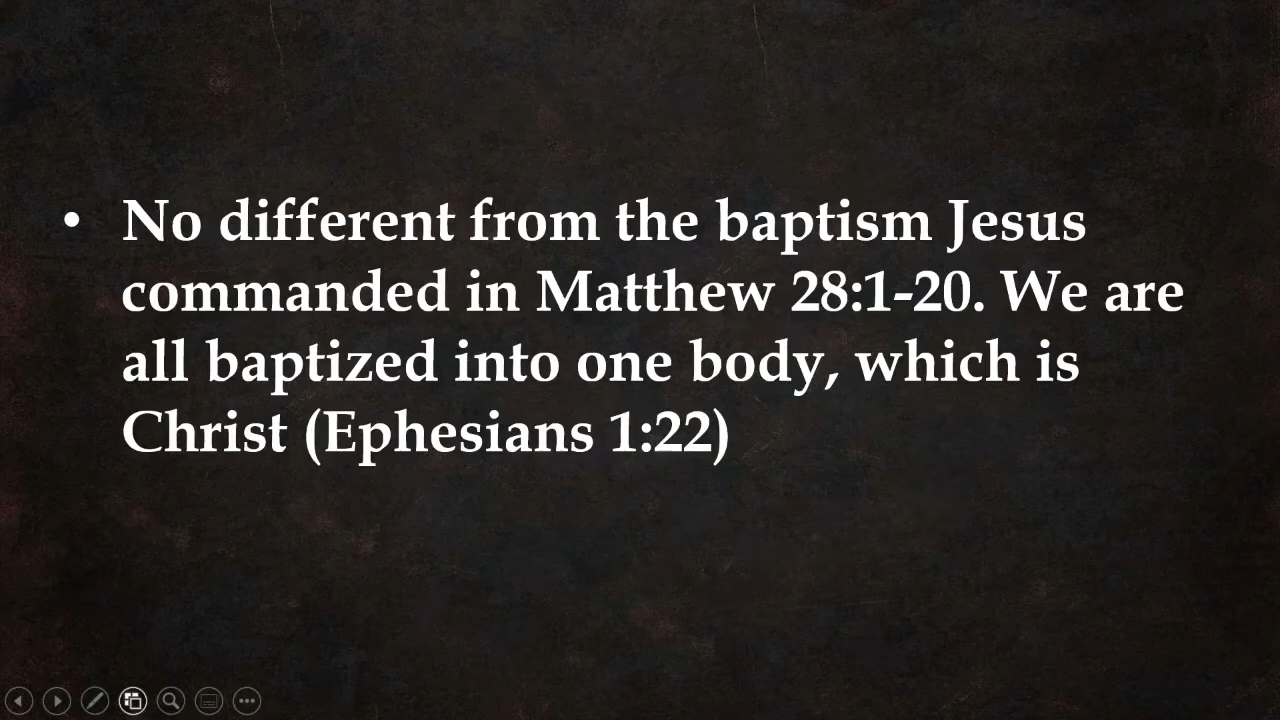 • No different from the baptism Jesus
commanded in Matthew 28:1-20. We are
all baptized into one body, which is
Christ (Ephesians 1:22)